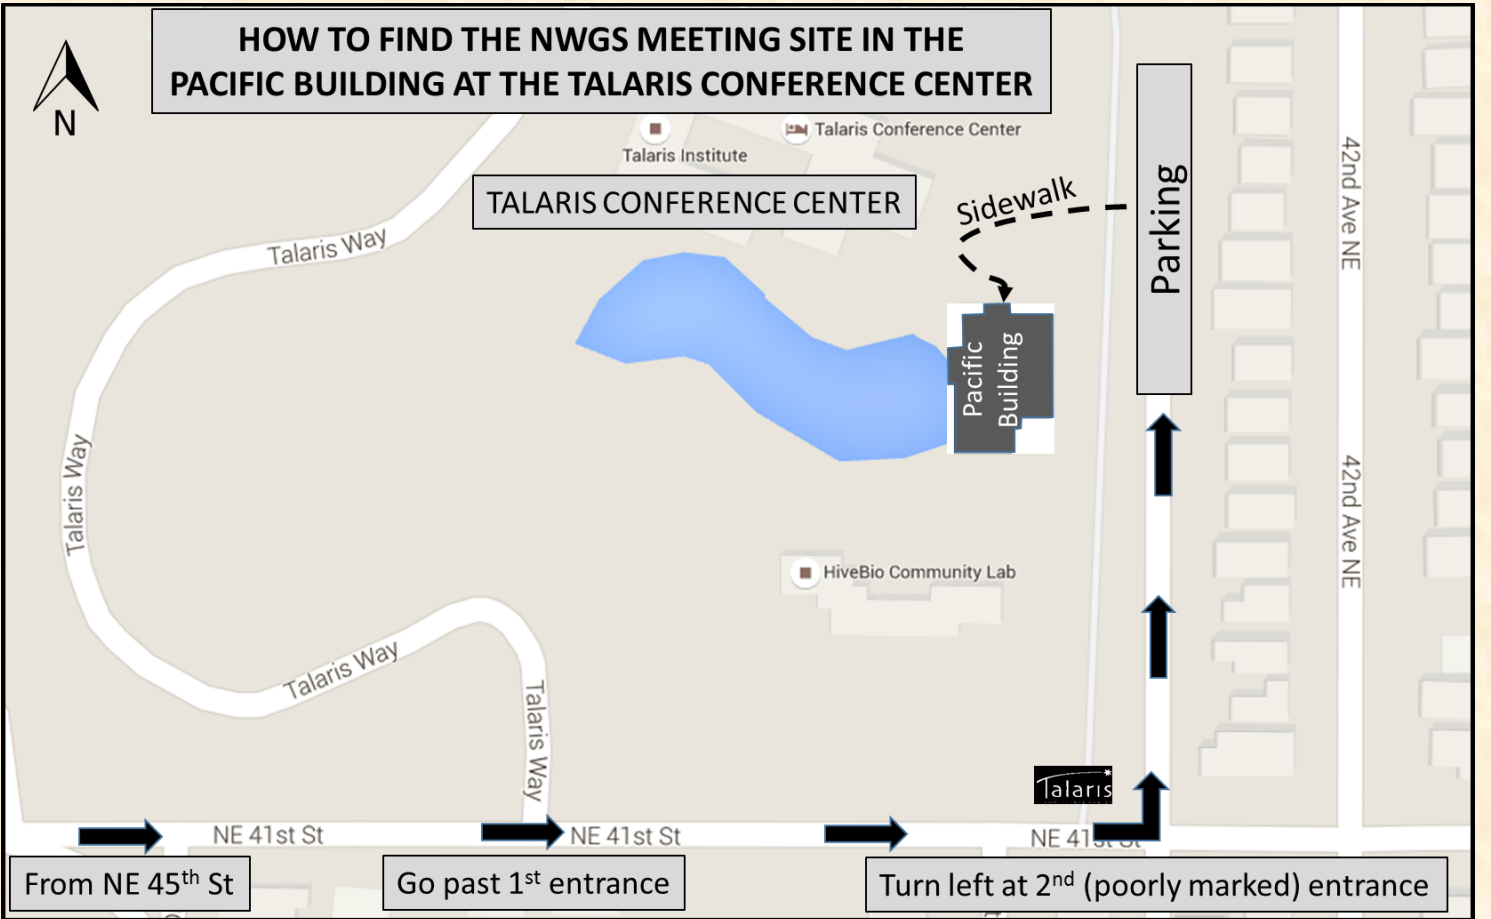 HOW TO FIND THE NWGS MEETING SITE IN THE
PACIFIC BUILDING AT THE TALARIS CONFERENCE CENTER
N
Talaris Conference Center
Talaris Institute
TALARIS CONFERENCE CENTER
Sidewalk
Parking
42nd Ave NE
Talaris Way
Pacific
Building
Talaris Way
42nd Ave NE
HiveBio Community Lab
Talaris Way
Talaris Way
Talaris
NE 41st St
NE 41st St
NE 41st St
From NE 45th St
Go past 1st entrance
Turn left at 2nd (poorly marked) entrance